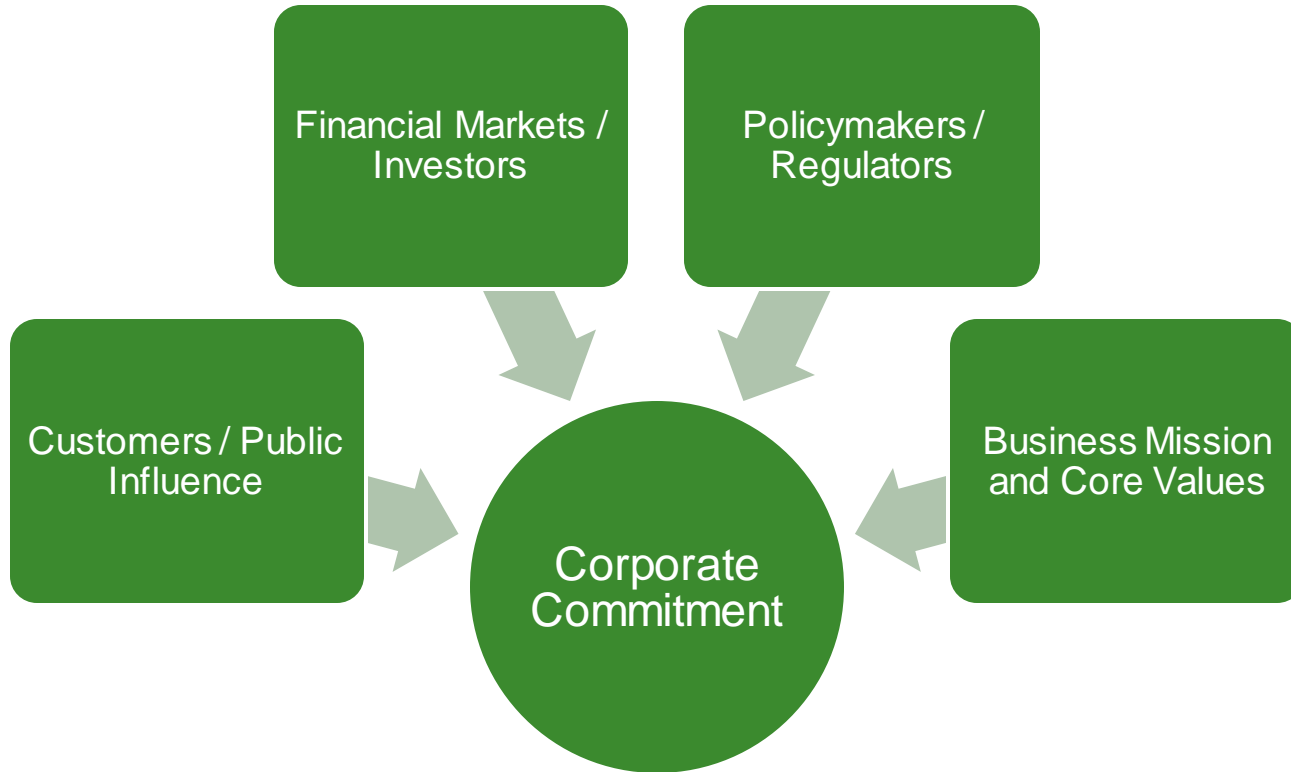 Financial Markets /
Investors
Policymakers /
Regulators
Customers / Public
Influence
Business Mission
and Core Values
Corporate
Commitment